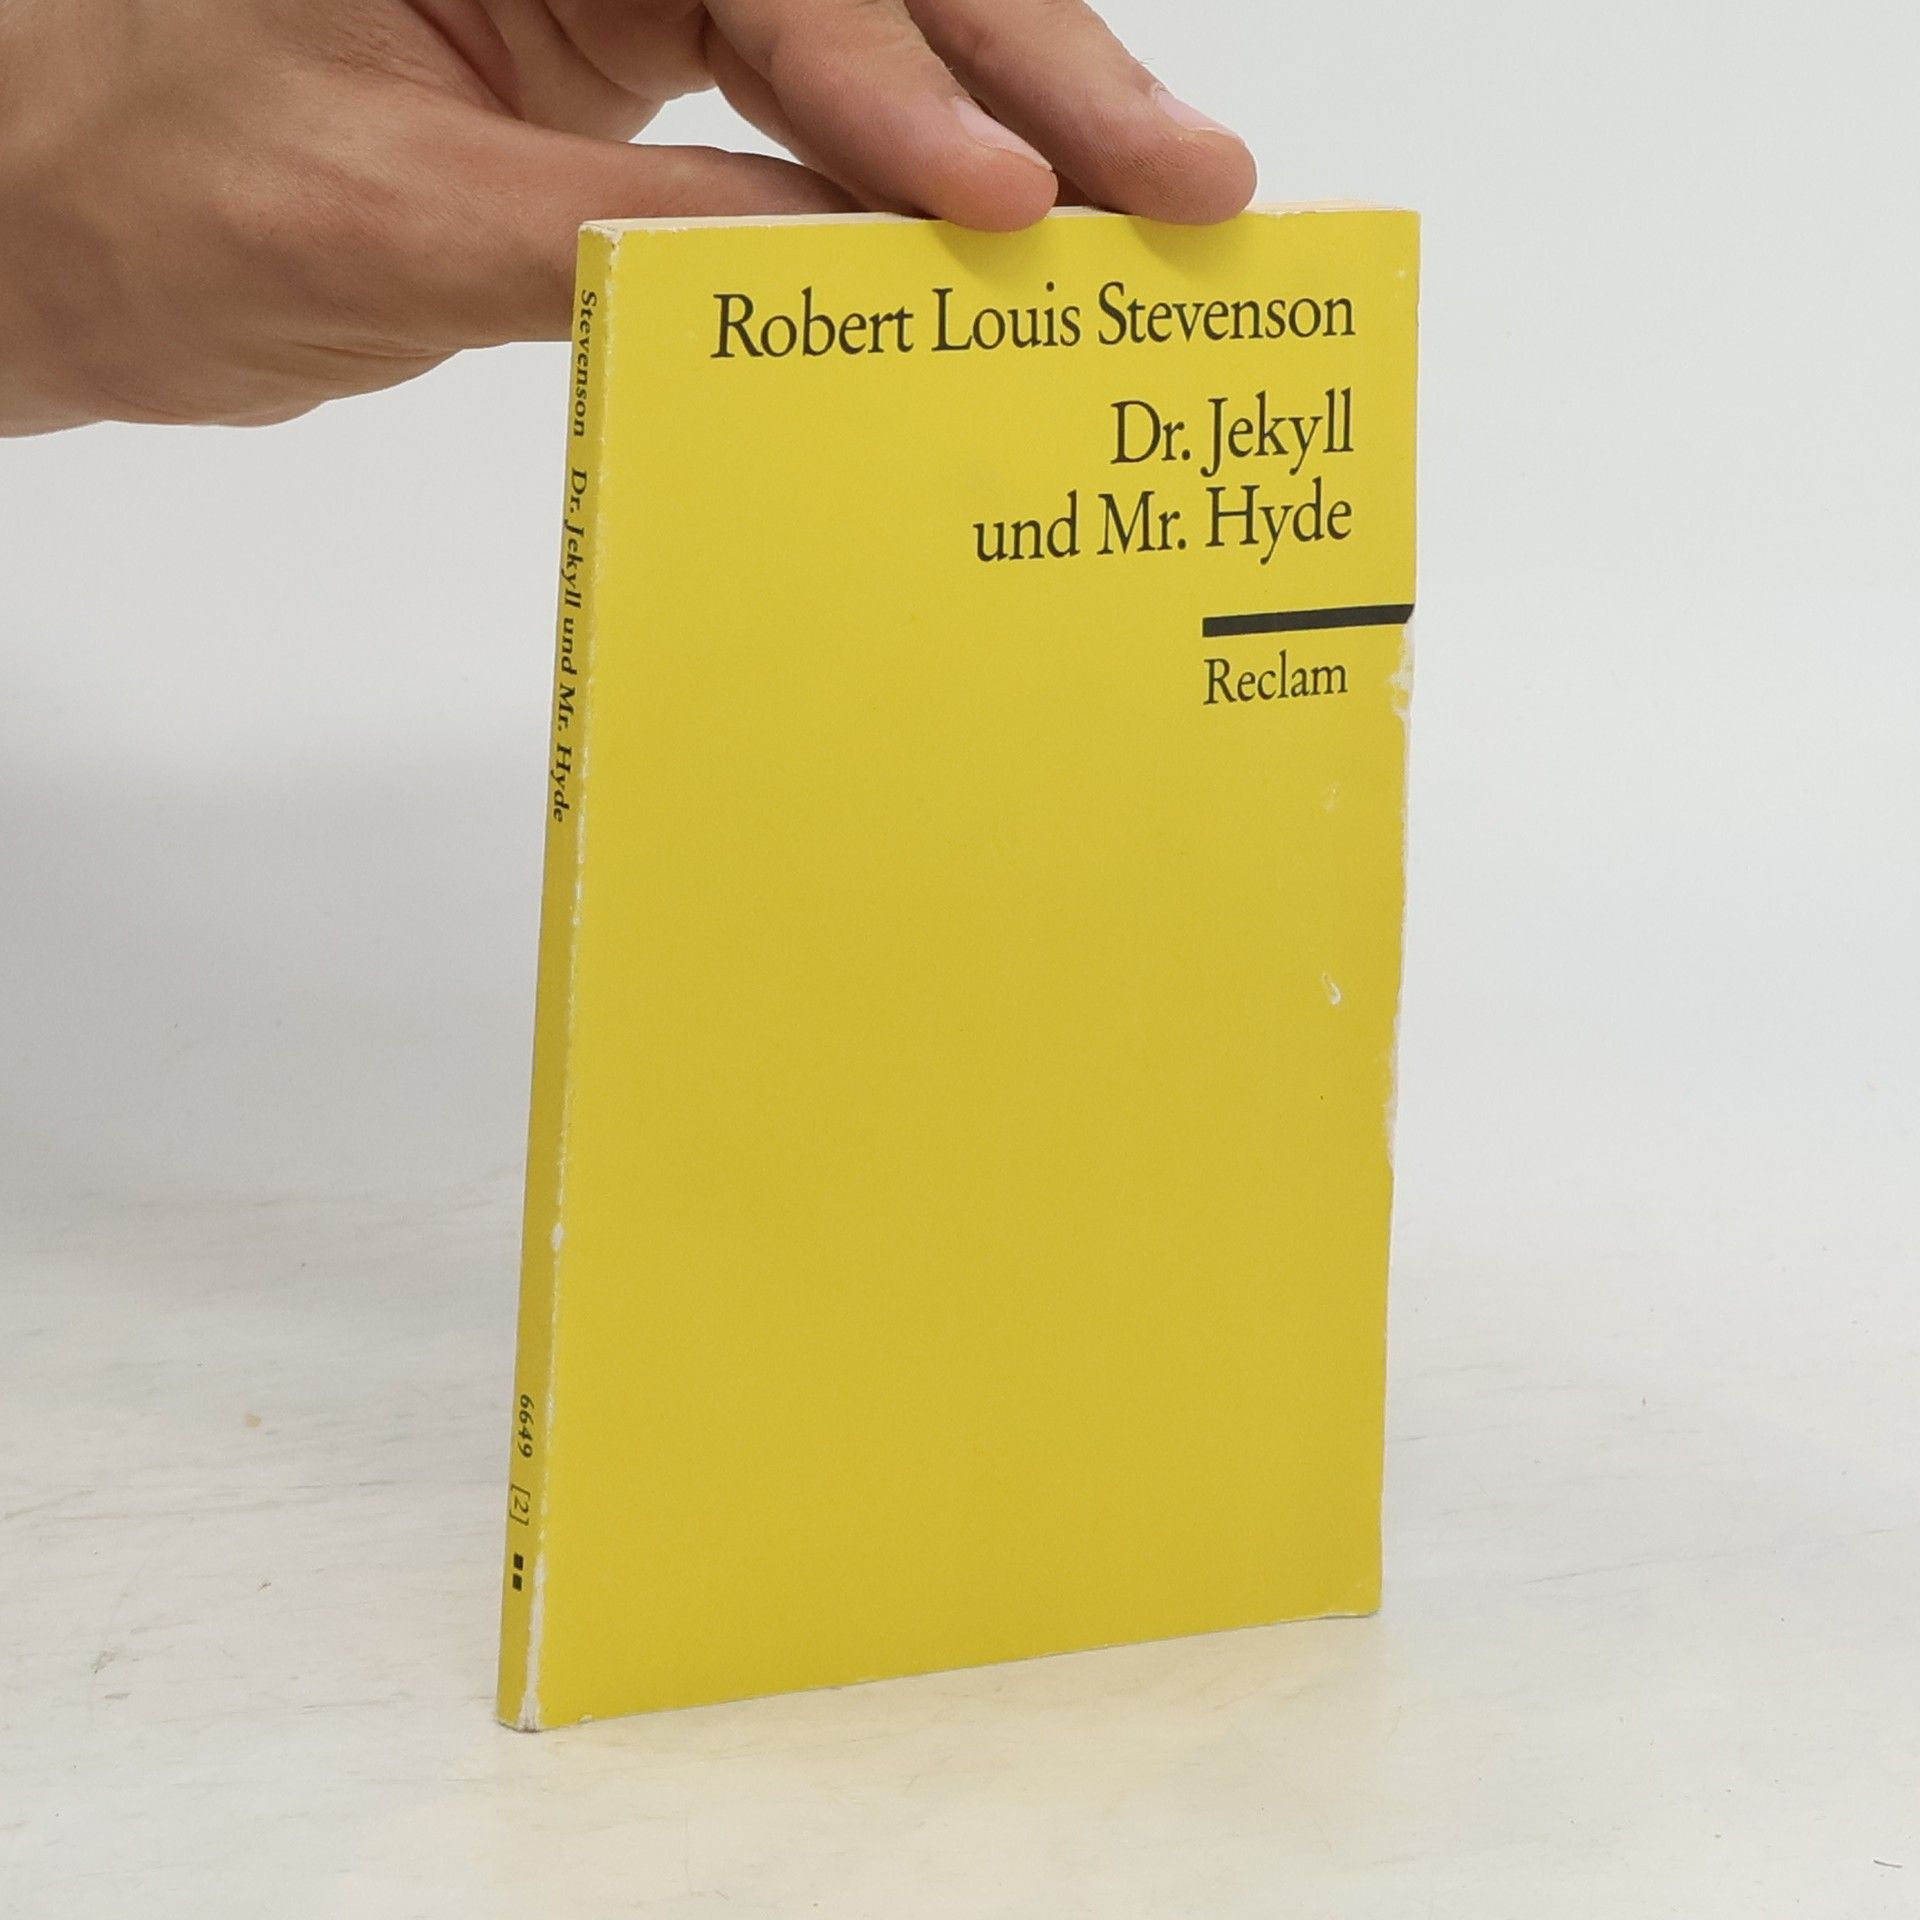 Robert Louis Stevenson
Dr. Jekyll
und Mr. Hyde
Reclam
Stevenson Dr. Jekyll und Mr. Hyde
6649 [2]